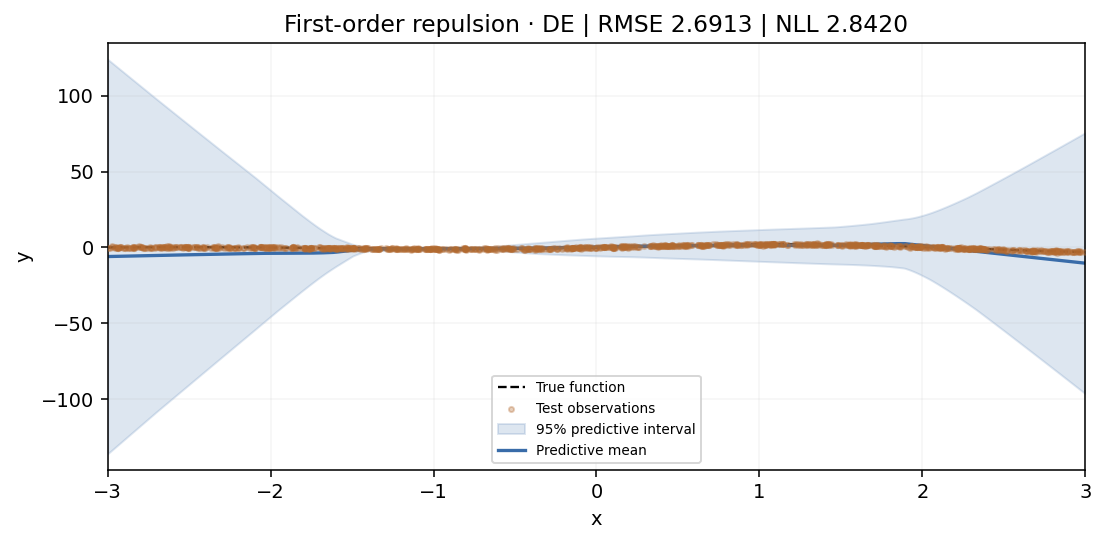 First-order repulsion · DE | RMSE 2.6913 | NLL 2.8420
y
100
50
0
−50
−100
True function
Test observations
95% predictive interval
Predictive mean
−3
−2
−1
0
1
2
3
x